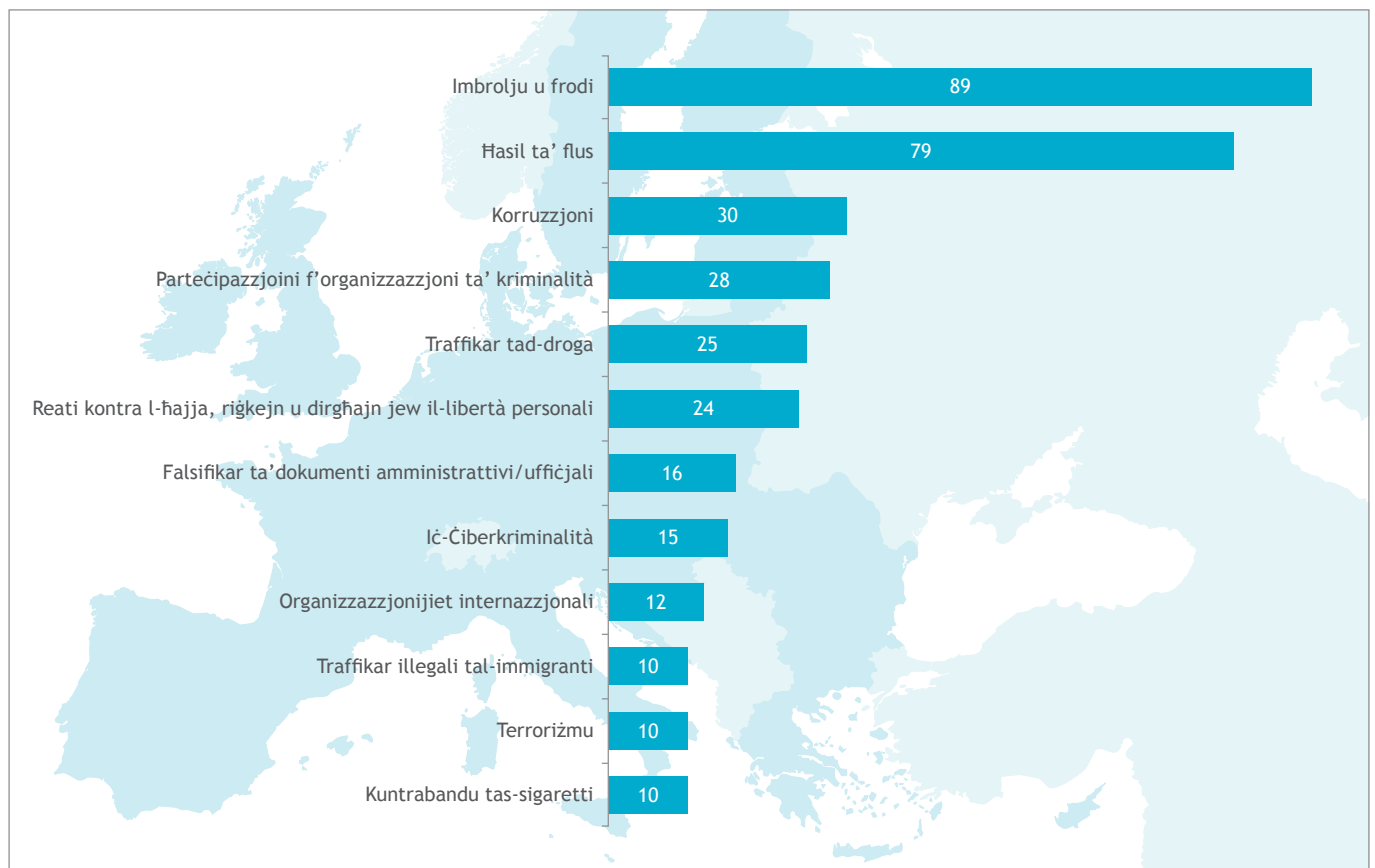 Imbrolju u frodi 89
Ħasil ta’ flus 79
Korruzzjoni 30
Parteċipazzjoini f’organizzazzjoni ta’ kriminalità 28
Traffikar tad-droga 25
Reati kontra l-ħajja, riġkejn u dirgħajn jew il-libertà personali 24
Falsifikar ta’dokumenti amministrattivi/uffiċjali 16
Iċ-Ċiberkriminalità 15
Organizzazzjonijiet internazzjonali 12
Traffikar illegali tal-immigranti 10
Terroriżmu 10
Kuntrabandu tas-sigaretti 10